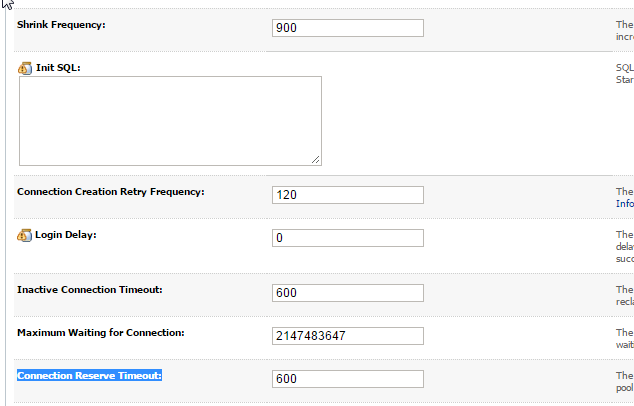 Shrink Frequency: 900 The
incre
Init SQL: SQL
Star
Connection Creation Retry Frequency: 120 The
Info
Login Delay: 0 The
delay
succ
Inactive Connection Timeout: 600 The
recla
Maximum Waiting for Connection: 2147483647 The
waiti
Connection Reserve Timeout: 600 The
pool